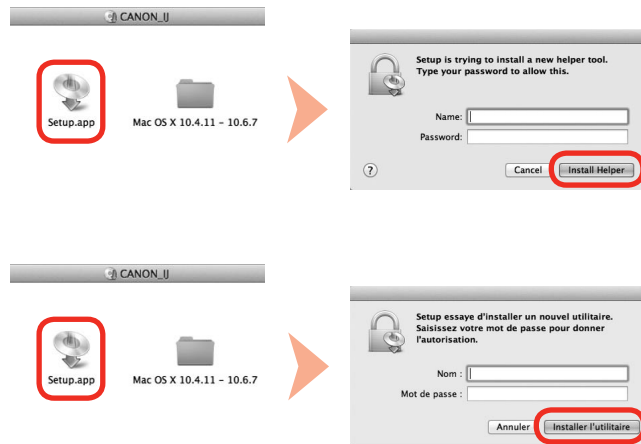 CANON_IJ
Setup.app
Mac OS X 10.4.11 – 10.6.7
Setup is trying to install a new helper tool.
Type your password to allow this.
Name:
Password:
?
Cancel
Install Helper
CANON_IJ
Setup.app
Mac OS X 10.4.11 – 10.6.7
Setup essaye d'installer un nouvel utilitaire.
Saisissez votre mot de passe pour donner
l'autorisation.
Nom :
Mot de passe :
Annuler
Installer l'utilitaire